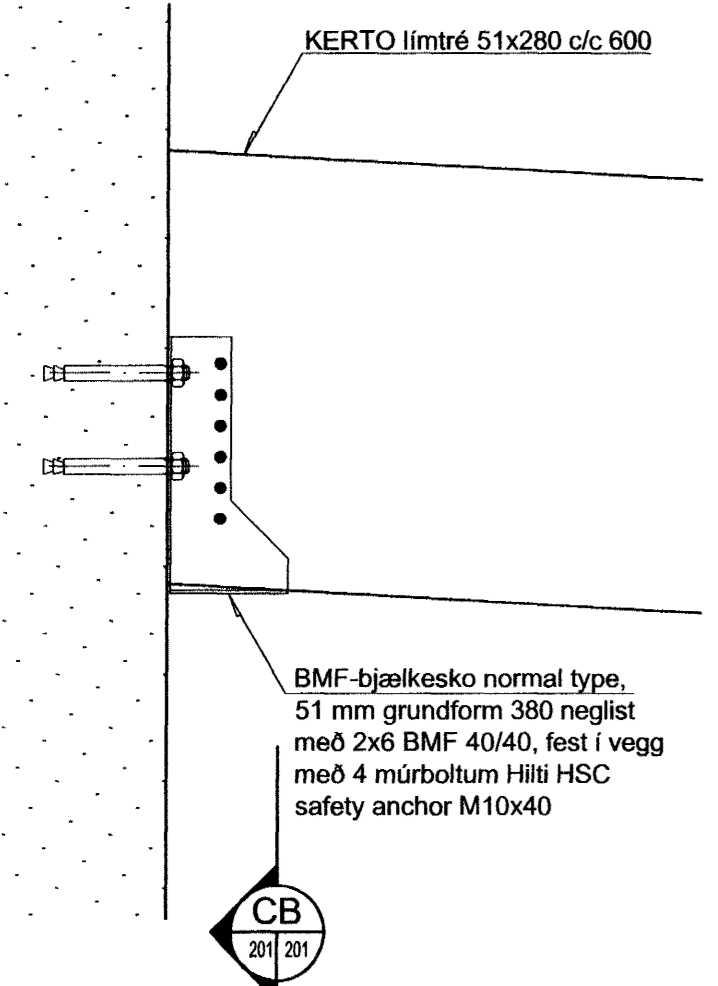 KERTO límtré 51x280 c/c 600
BMF-bjælkesko normal type,
51 mm grundform 380 neglist
með 2x6 BMF 40/40, fest í vegg
með 4 múrboltum Hilti HSC
safety anchor M10x40
CB
201 201